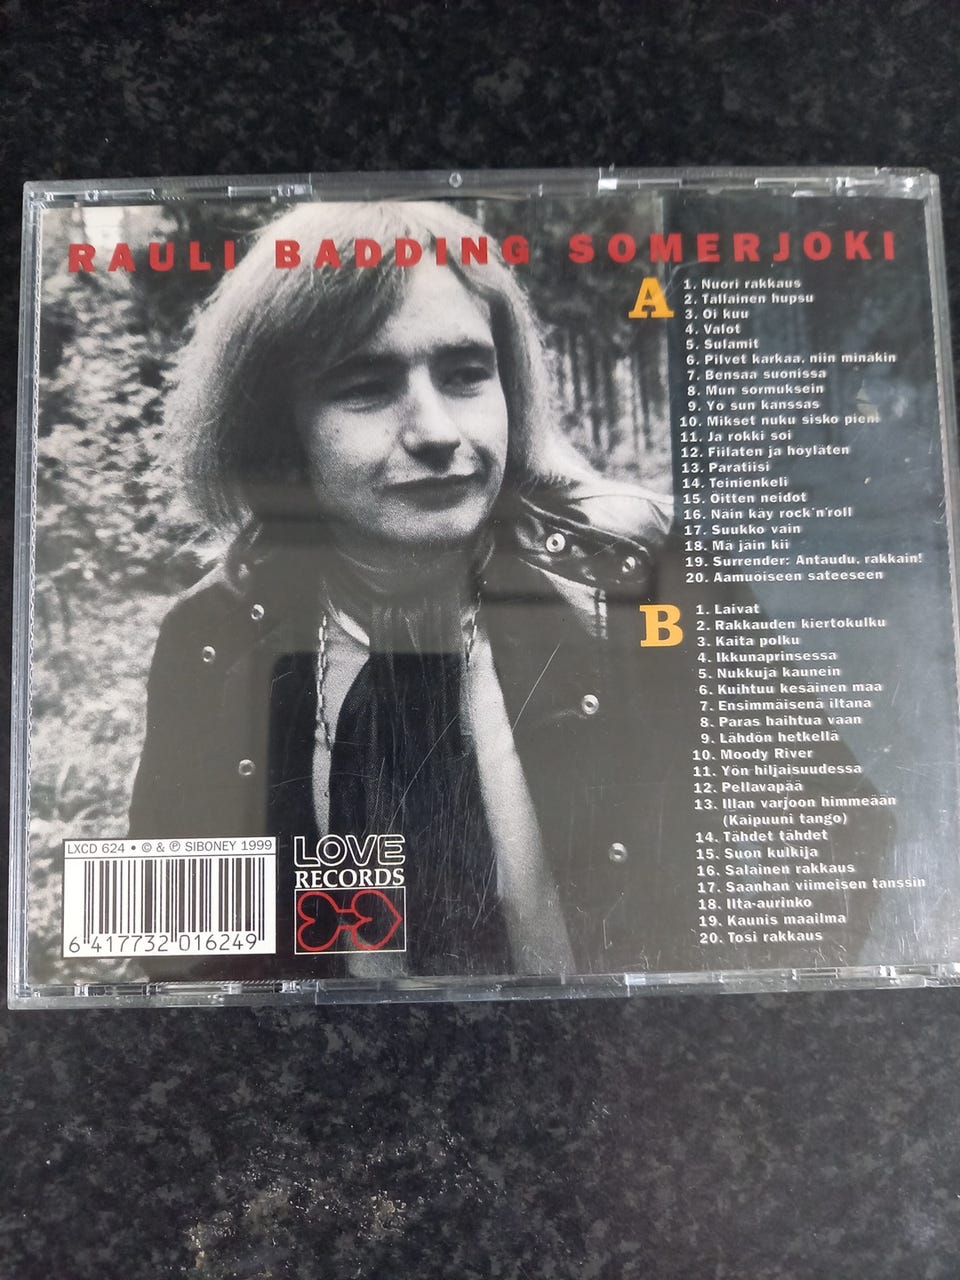 RAULI BADDING SOMERJOKI
A
1. Nuori rakkaus
2. Tällainen hupsu
3. Oi kuu
4. Valot
5. Sulamit
6. Pilvet karkaa, niin minäkin
7. Bensaa suonissa
8. Mun sormuksein
9. Yö sun kanssas
10. Mikset nuku sisko pieni
11. Ja rokki soi
12. Fiilaten ja höyläten
13. Paratiisi
14. Teinienkeli
15. Öitten neidot
16. Näin käy rock'n'roll
17. Suukko vain
18. Mä jäin kii
19. Surrender: Antaudu, rakkain!
20. Aamuoiseen sateeseen
B
1. Laivat
2. Rakkauden kiertokulku
3. Kaita polku
4. Ikkunaprinsessa
5. Nukkuja kaunein
6. Kuihtuu kesäinen maa
7. Ensimmäisenä iltana
8. Paras haihtua vaan
9. Lähdön hetkellä
10. Moody River
11. Yön hiljaisuudessa
12. Pellavapää
13. Illan varjoon himmeään
(Kaipuuni tango)
14. Tähdet tähdet
15. Suon kulkija
16. Salainen rakkaus
17. Saanhan viimeisen tanssin
18. Ilta-aurinko
19. Kaunis maailma
20. Tosi rakkaus
LXCD 624 • © & ℗ SIBONEY 1999
6 417732 016249
LOVE
RECORDS